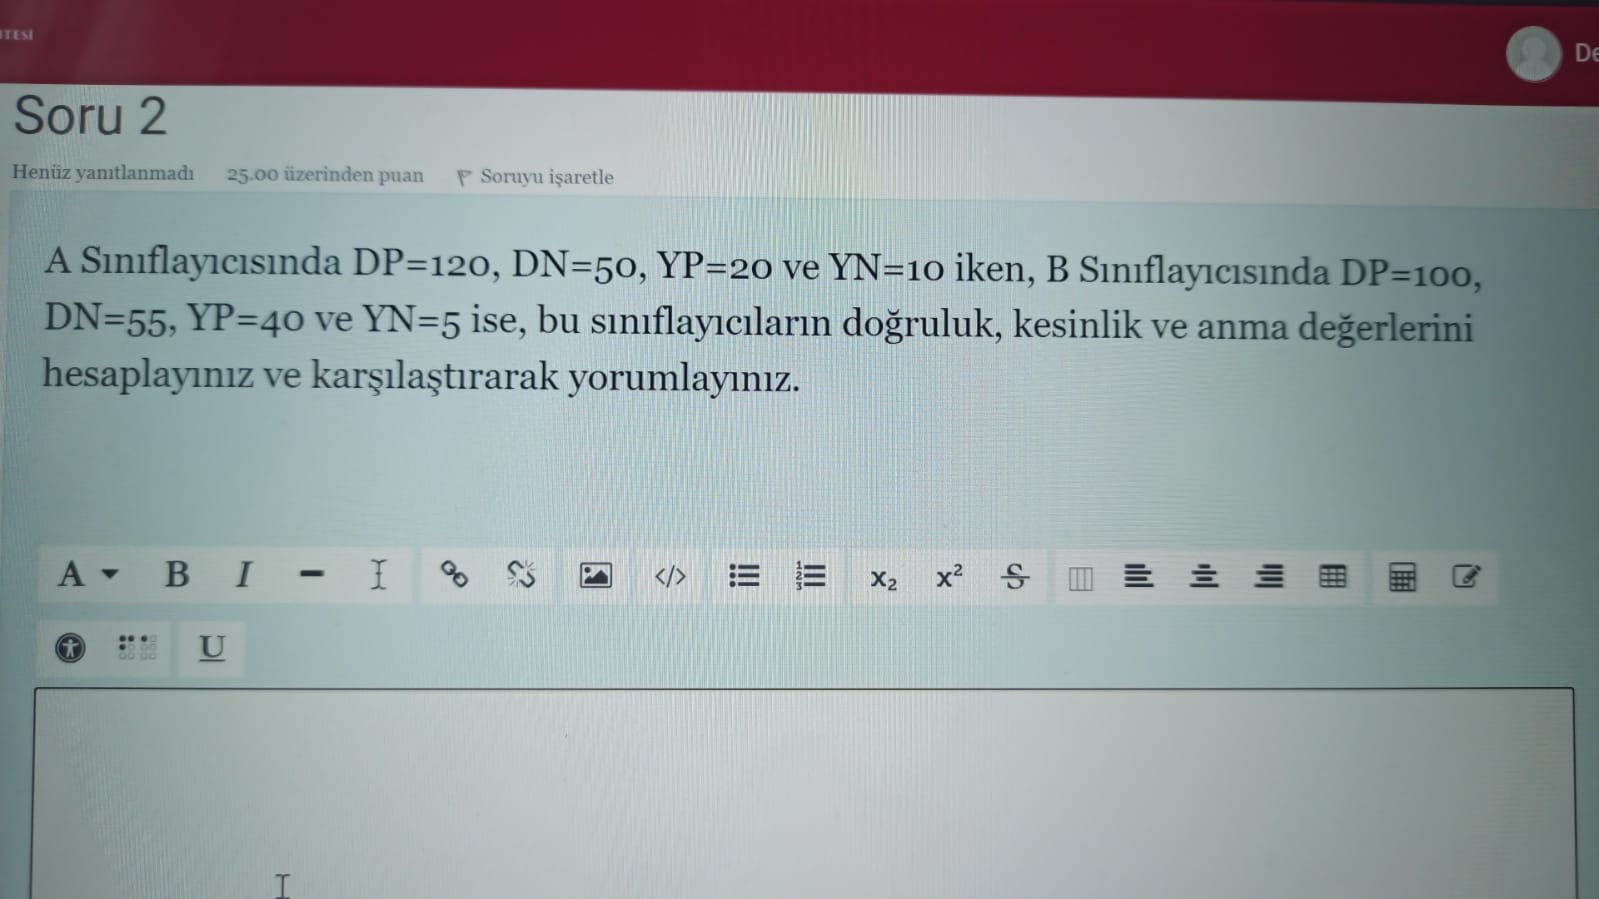 De
Soru 2
Henüz yanıtlanmadı 25.00 üzerinden puan Soruyu işaretle
A Sınıflayıcısında DP=120, DN=50, YP=20 ve YN=10 iken, B Sınıflayıcısında DP=100,
DN=55, YP=40 ve YN=5 ise, bu sınıflayıcıların doğruluk, kesinlik ve anma değerlerini
hesaplayınız ve karşılaştırarak yorumlayınız.
A B I </> x₂ x² S
U